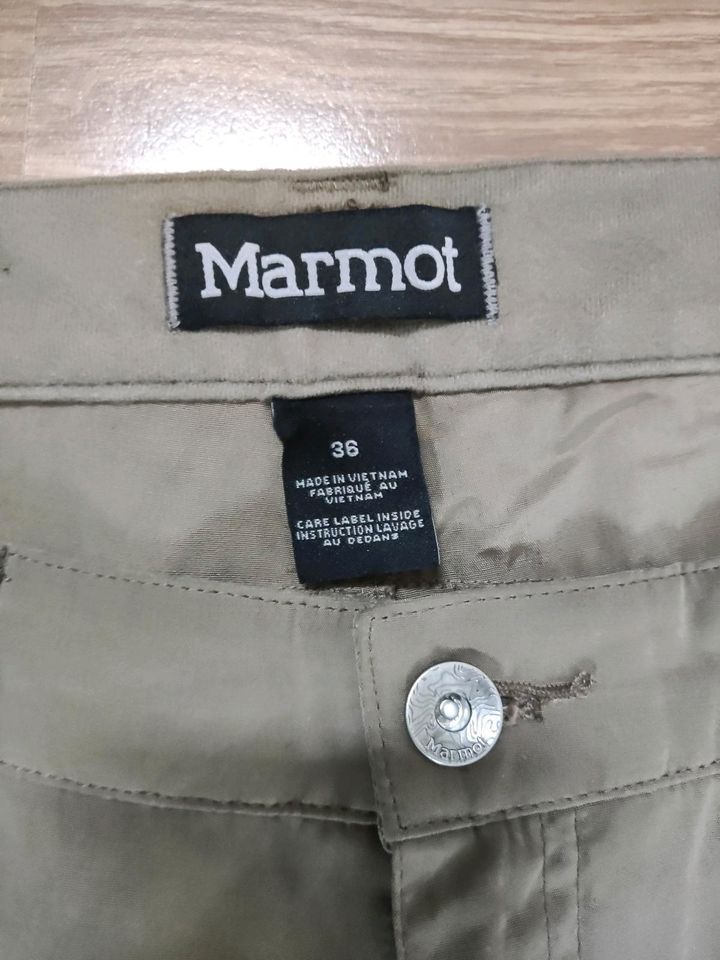 Marmot
36
MADE IN VIETNAM
FABRIQUÉ AU
VIETNAM
CARE LABEL INSIDE
INSTRUCTION LAVAGE
AU DEDANS
Marmot